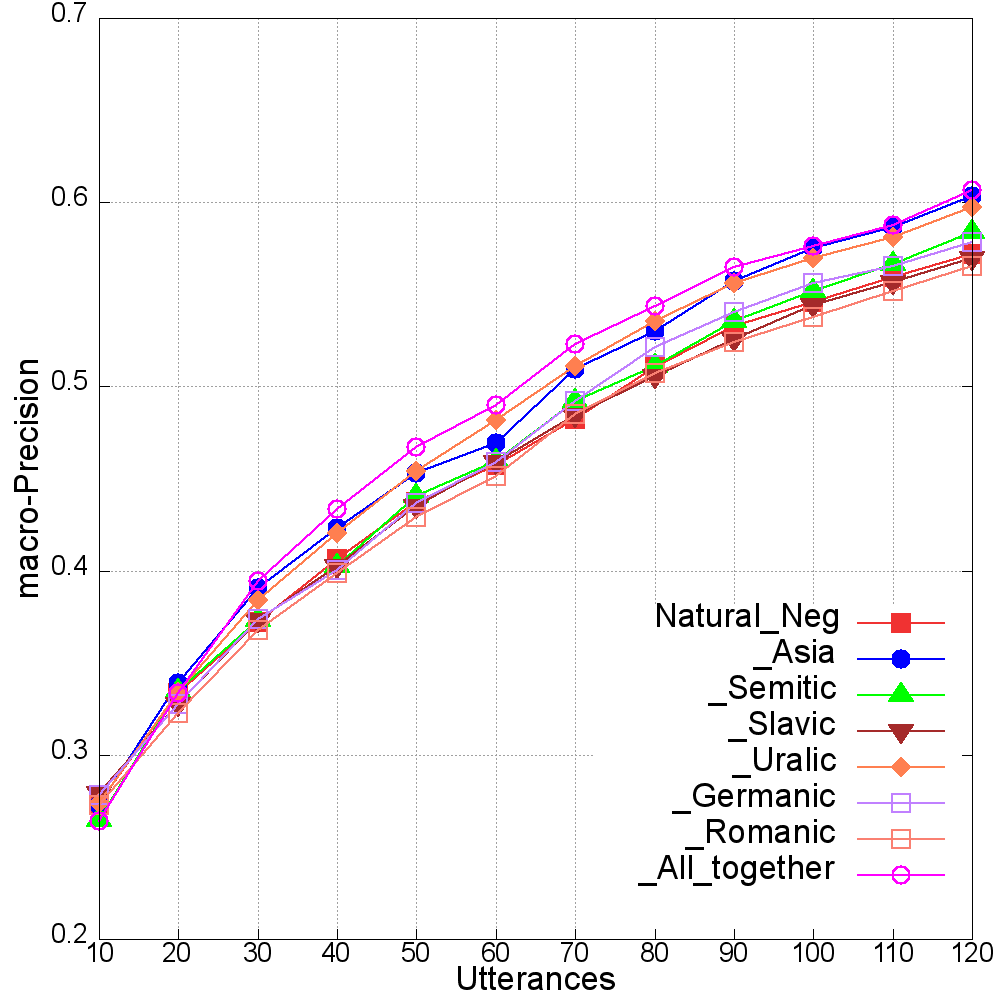 0.7
0.6
0.5
0.4
0.3
0.2
macro-Precision
Natural_Neg
_Asia
_Semitic
_Slavic
_Uralic
_Germanic
_Romanic
_All_together
10 20 30 40 50 60 70 80 90 100 110 120
Utterances